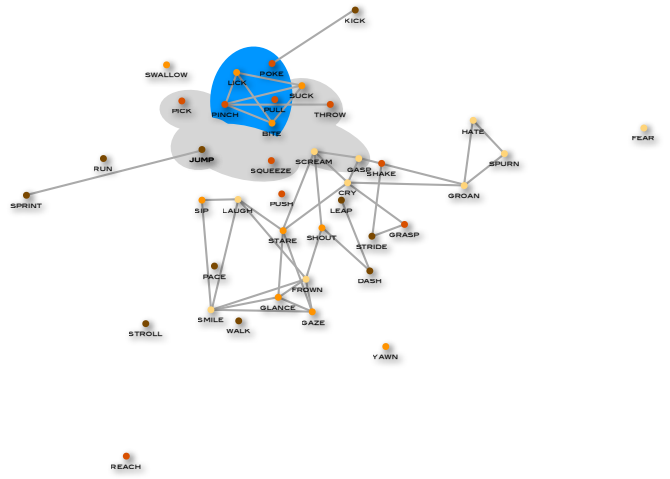 KICK
SWALLOW
POKE
LICK
SUCK
PICK
PINCH
PULL
THROW
BITE
HATE
FEAR
JUMP
SCREAM
GASP
SPURN
RUN
SQUEEZE
SHAKE
CRY
GROAN
SPRINT
PUSH
SIP
LAUGH
LEAP
STARE
SHOUT
STRIDE
GRASP
PACE
DASH
FROWN
GLANCE
SMILE
GAZE
WALK
STROLL
YAWN
REACH